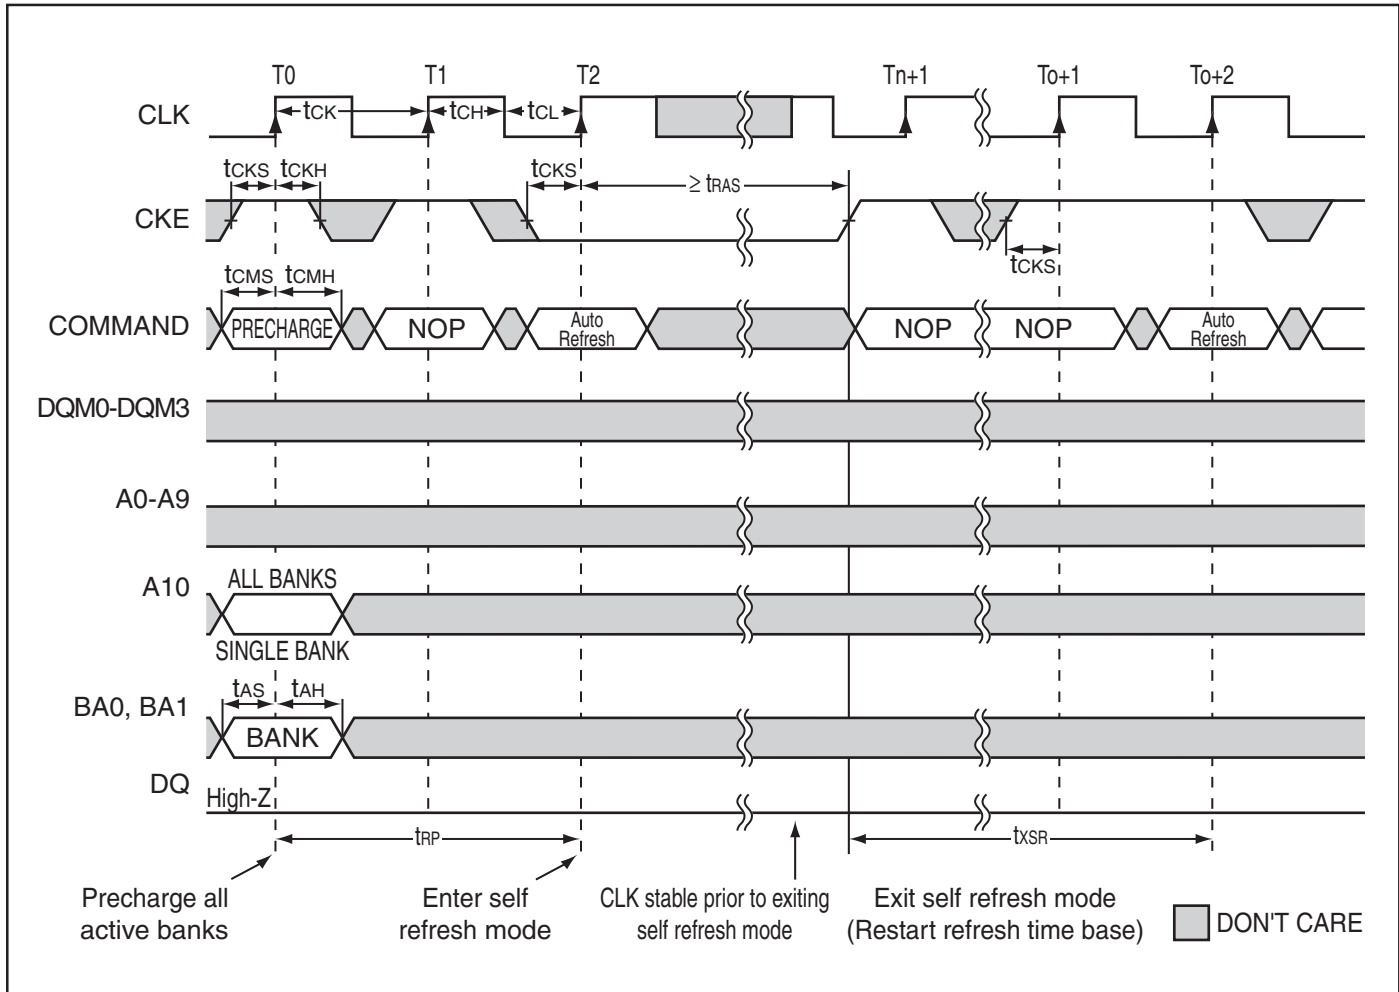 T0 T1 T2 Tn+1 To+1 To+2
CLK tCK tCH tCL
tCKS tCKH tCKS ≥ tRAS
CKE
tCKS
tCMS tCMH
COMMAND PRECHARGE NOP Auto Refresh NOP NOP Auto Refresh
DQM0-DQM3
A0-A9
A10 ALL BANKS
SINGLE BANK
tAS tAH
BA0, BA1 BANK
DQ High-Z
tRP tXSR
Precharge all
active banks
Enter self
refresh mode
CLK stable prior to exiting
self refresh mode
Exit self refresh mode
(Restart refresh time base)
DON'T CARE